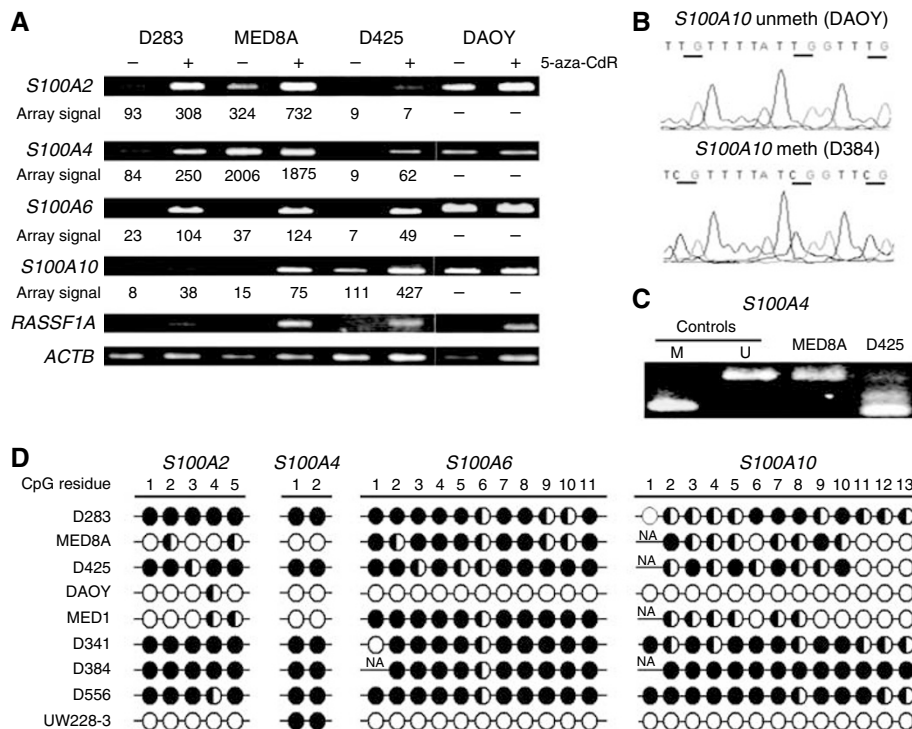 A
D283 MED8A D425 DAOY
– + – + – + – + 5-aza-CdR
S100A2
Array signal 93 308 324 732 9 7 – –
S100A4
Array signal 84 250 2006 1875 9 62 – –
S100A6
Array signal 23 104 37 124 7 49 – –
S100A10
Array signal 8 38 15 75 111 427 – –
RASSF1A
ACTB
B
S100A10 unmeth (DAOY)
T T G T T T T A T T G G T T T G
S100A10 meth (D384)
T C G T T T T A T C G G T T C G
C
S100A4
Controls
M U MED8A D425
D
S100A2 S100A4 S100A6 S100A10
CpG residue 1 2 3 4 5 1 2 1 2 3 4 5 6 7 8 9 10 11 1 2 3 4 5 6 7 8 9 10 11 12 13
D283
MED8A NA
D425 NA
DAOY
MED1 NA
D341
D384 NA NA
D556
UW228-3